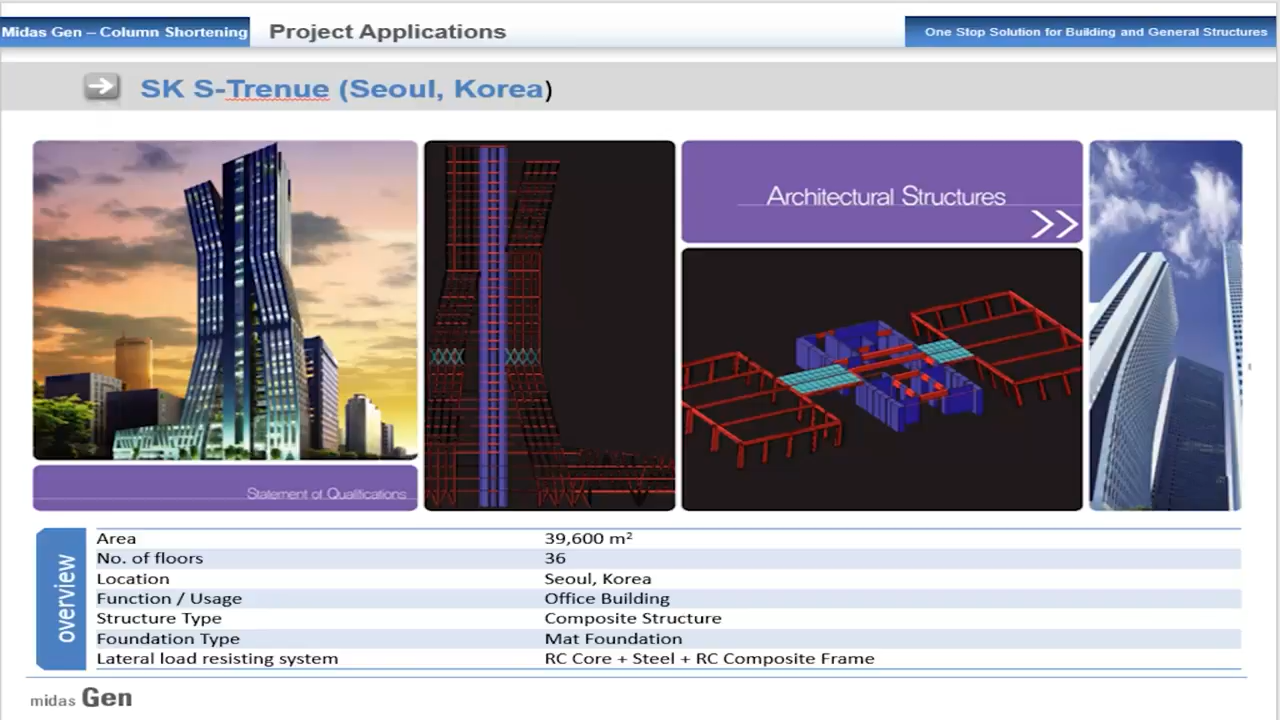 Midas Gen – Column Shortening
Project Applications
One Stop Solution for Building and General Structures
SK S-Trenue (Seoul, Korea)
Architectural Structures
Statement of Qualifications
overview
Area 39,600 m²
No. of floors 36
Location Seoul, Korea
Function / Usage Office Building
Structure Type Composite Structure
Foundation Type Mat Foundation
Lateral load resisting system RC Core + Steel + RC Composite Frame
midas Gen